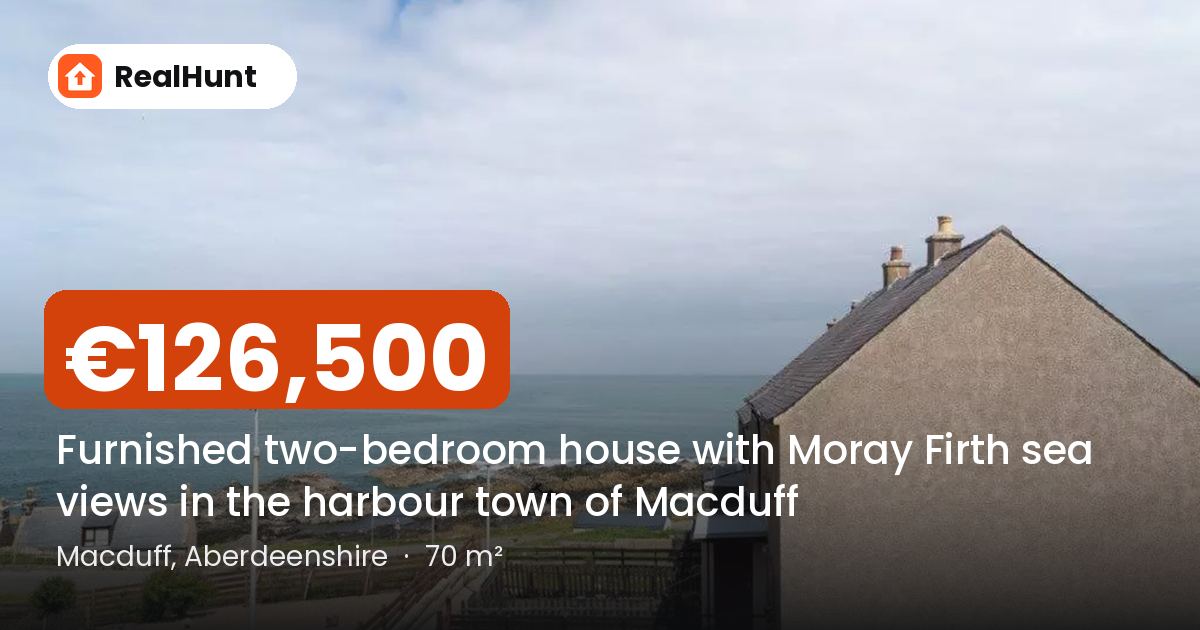 RealHunt
€126,500
Furnished two-bedroom house with Moray Firth sea
views in the harbour town of Macduff
Macduff, Aberdeenshire · 70 m²